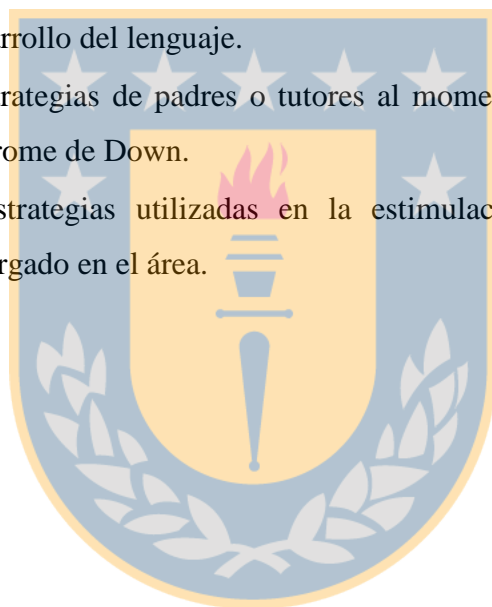 rrollo del lenguaje.
rategias de padres o tutores al mome
rome de Down.
strategias utilizadas en la estimulac
rgado en el área.